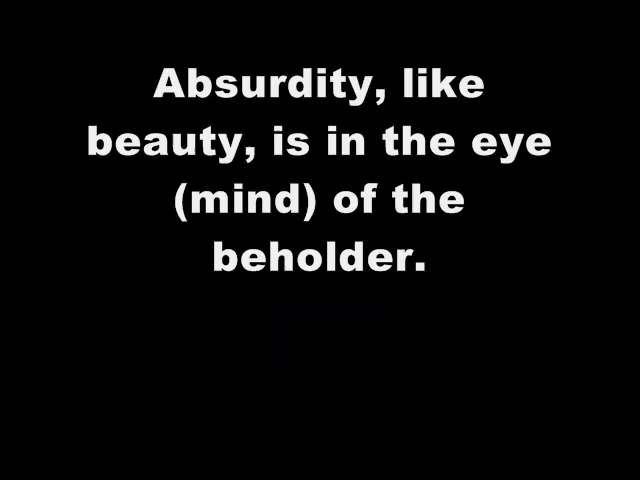 Absurdity, like
beauty, is in the eye
(mind) of the
beholder.